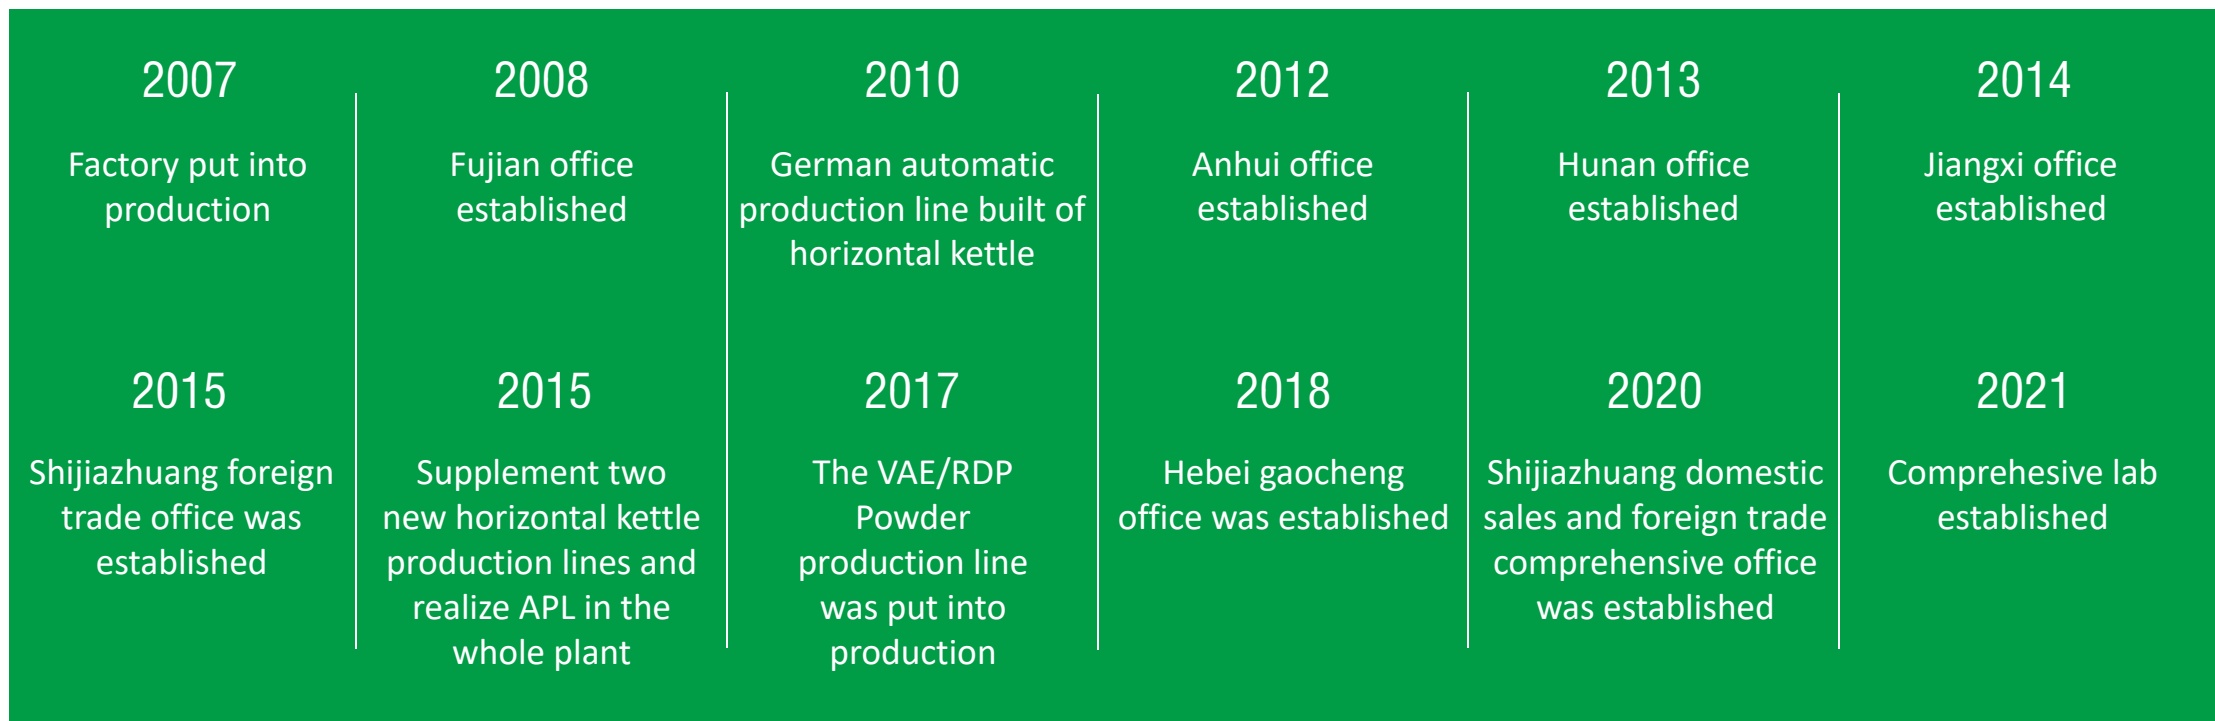 2007
Factory put into
production
2008
Fujian office
established
2010
German automatic
production line built of
horizontal kettle
2012
Anhui office
established
2013
Hunan office
established
2014
Jiangxi office
established
2015
Shijiazhuang foreign
trade office was
established
2015
Supplement two
new horizontal kettle
production lines and
realize APL in the
whole plant
2017
The VAE/RDP
Powder
production line
was put into
production
2018
Hebei gaocheng
office was established
2020
Shijiazhuang domestic
sales and foreign trade
comprehensive office
was established
2021
Comprehesive lab
established